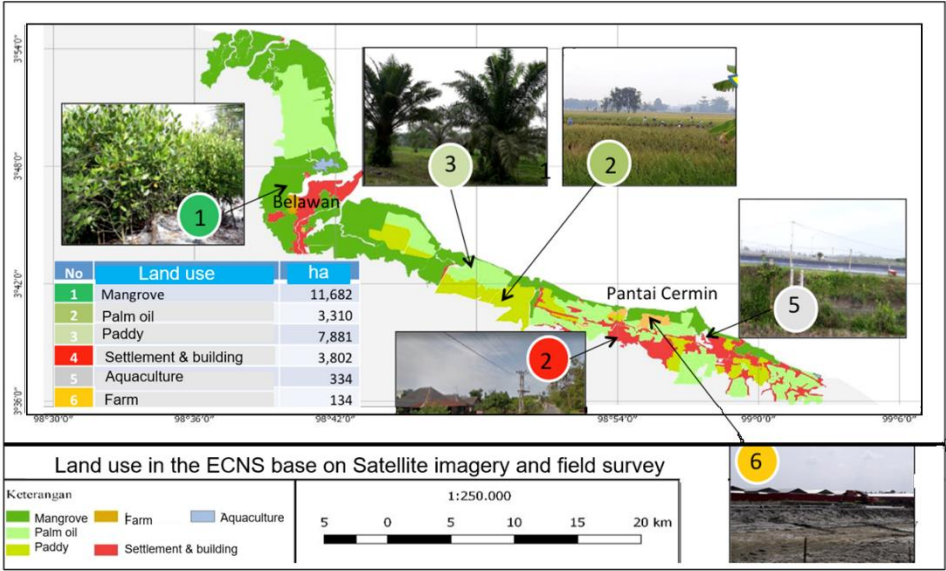 3°54'0"
3°48'0"
3°42'0"
3°36'0"
1
3
1
2
Belawan
5
Pantai Cermin
2
No Land use ha
1 Mangrove 11,682
2 Palm oil 3,310
3 Paddy 7,881
4 Settlement & building 3,802
5 Aquaculture 334
6 Farm 134
98°30'0" 98°36'0" 98°42'0" 98°54'0" 99°0'0" 99°6'0"
6
Land use in the ECNS base on Satellite imagery and field survey
Keterangan
Mangrove Farm Aquaculture
Palm oil
Paddy Settlement & building
1:250.000
5 0 5 10 15 20 km